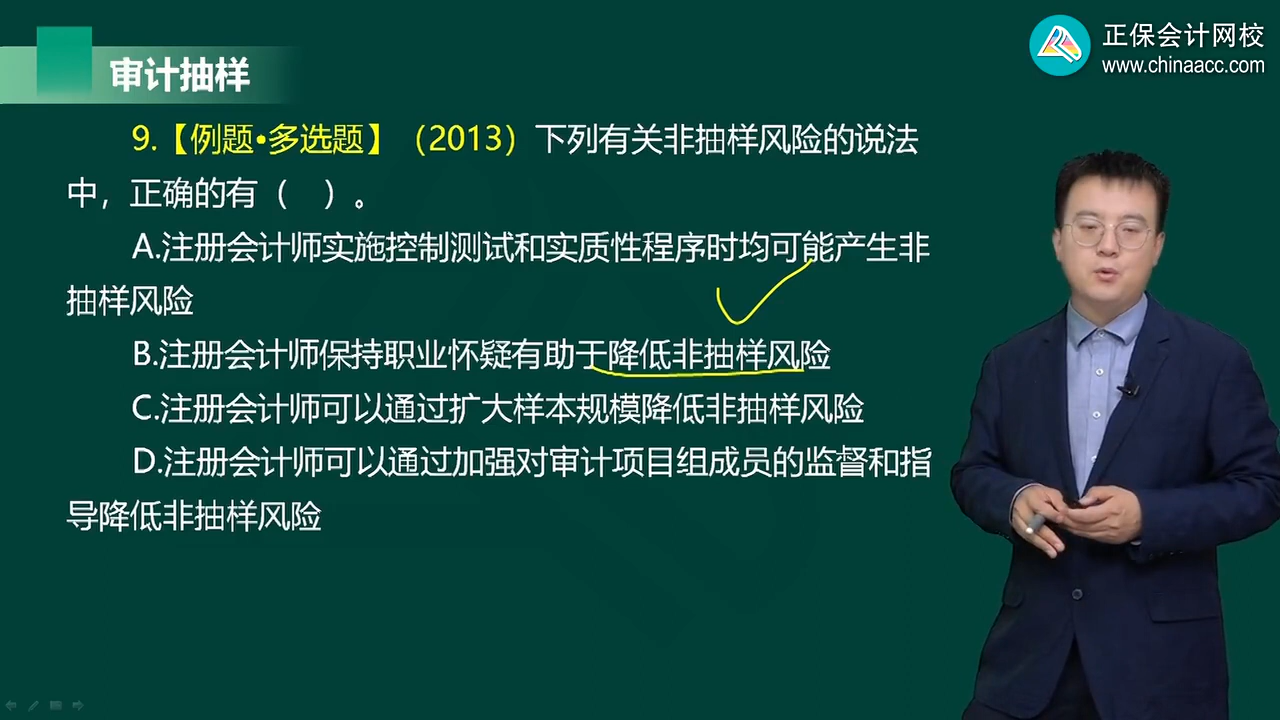 审计抽样
正保会计网校
www.chinaacc.com
9.【例题•多选题】（2013）下列有关非抽样风险的说法
中，正确的有（ ）。
A.注册会计师实施控制测试和实质性程序时均可能产生非
抽样风险
B.注册会计师保持职业怀疑有助于降低非抽样风险
C.注册会计师可以通过扩大样本规模降低非抽样风险
D.注册会计师可以通过加强对审计项目组成员的监督和指
导降低非抽样风险